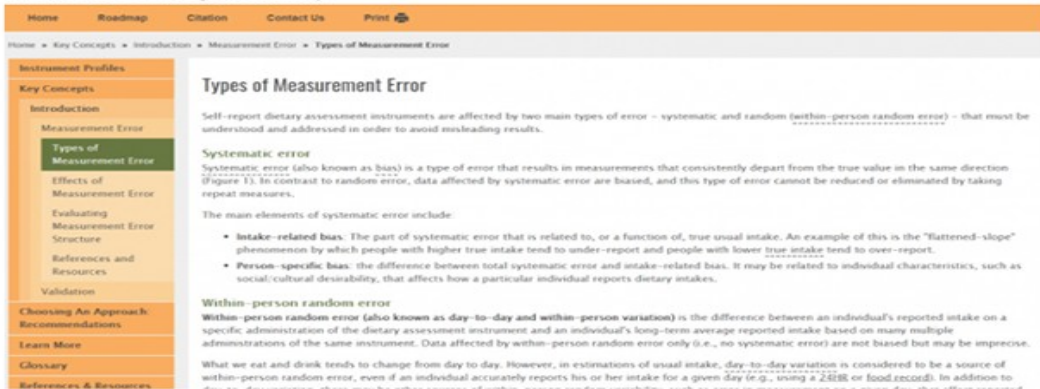 Home Roadmap Citation Contact Us Print
Home » Key Concepts » Introduction » Measurement Error » Types of Measurement Error
Instrument Profiles
Key Concepts
Introduction
Measurement Error
Types of
Measurement Error
Effects of
Measurement Error
Evaluating
Measurement Error
Structure
References and
Resources
Validation
Choosing An Approach:
Recommendations
Learn More
Glossary
References & Resources
Types of Measurement Error
Self-report dietary assessment instruments are affected by two main types of error - systematic and random (within-person random error) - that must be
understood and addressed in order to avoid misleading results.
Systematic error
Systematic error (also known as bias) is a type of error that results in measurements that consistently depart from the true value in the same direction
(Figure 1). In contrast to random error, data affected by systematic error are biased, and this type of error cannot be reduced or eliminated by taking
repeat measures.
The main elements of systematic error include:
• Intake-related bias: The part of systematic error that is related to, or a function of, true usual intake. An example of this is the "flattened-slope"
phenomenon by which people with higher true intake tend to under-report and people with lower true intake tend to over-report.
• Person-specific bias: the difference between total systematic error and intake-related bias. It may be related to individual characteristics, such as
social/cultural desirability, that affects how a particular individual reports dietary intakes.
Within-person random error
Within-person random error (also known as day-to-day and within-person variation) is the difference between an individual's reported intake on a
specific administration of the dietary assessment instrument and an individual's long-term average reported intake based on many multiple
administrations of the same instrument. Data affected by within-person random error only (i.e., no systematic error) are not biased but may be imprecise.
What we eat and drink tends to change from day to day. However, in estimations of usual intake, day-to-day variation is considered to be a source of
within-person random error, even if an individual accurately reports his or her intake for a given day (e.g., using a 24HR or food record). In addition to